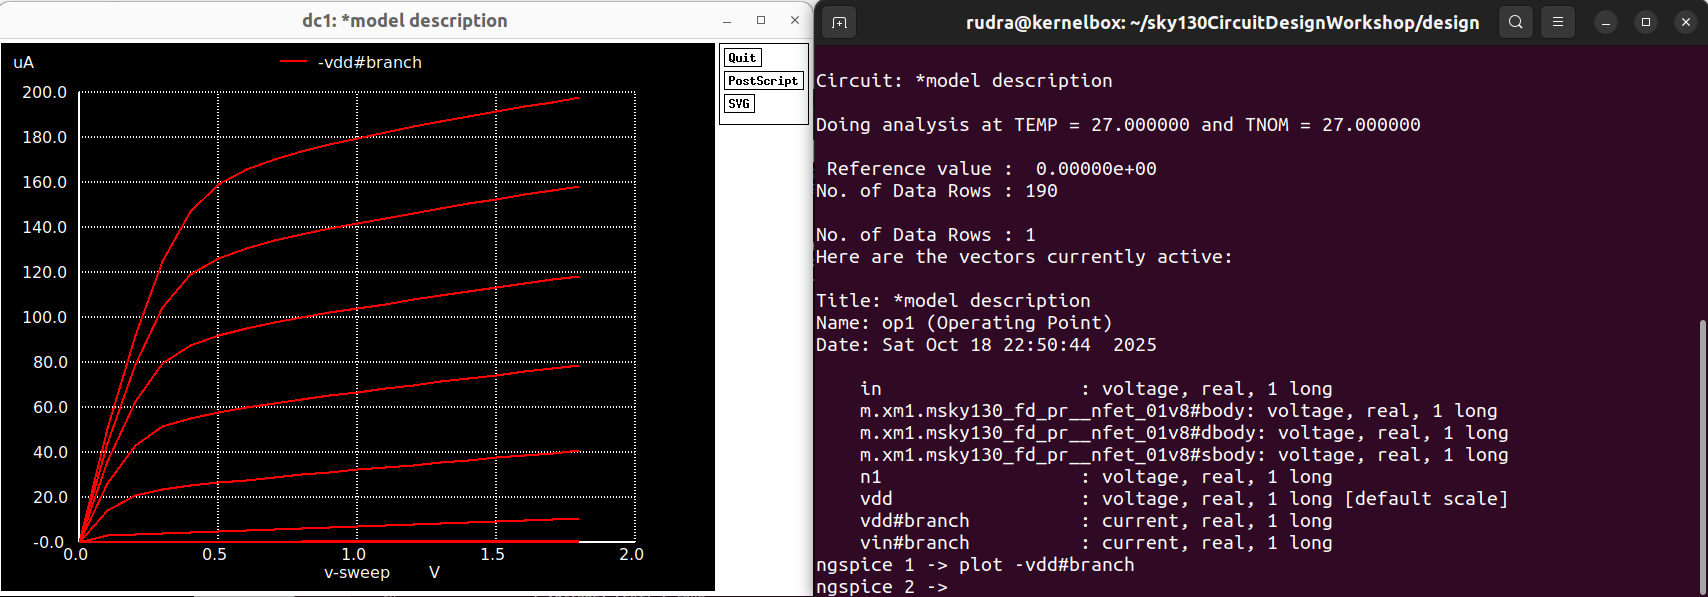 dc1: *model description
uA
-vdd#branch
200.0
180.0
160.0
140.0
120.0
100.0
80.0
60.0
40.0
20.0
-0.0
0.0 0.5 1.0 1.5 2.0
v-sweep V
Quit
PostScript
SVG
rudra@kernelbox: ~/sky130CircuitDesignWorkshop/design
Circuit: *model description
Doing analysis at TEMP = 27.000000 and TNOM = 27.000000
Reference value :  0.00000e+00
No. of Data Rows : 190
No. of Data Rows : 1
Here are the vectors currently active:
Title: *model description
Name: op1 (Operating Point)
Date: Sat Oct 18 22:50:44  2025
in                  : voltage, real, 1 long
m.xm1.msky130_fd_pr__nfet_01v8#body: voltage, real, 1 long
m.xm1.msky130_fd_pr__nfet_01v8#dbody: voltage, real, 1 long
m.xm1.msky130_fd_pr__nfet_01v8#sbody: voltage, real, 1 long
n1                  : voltage, real, 1 long
vdd                 : voltage, real, 1 long [default scale]
vdd#branch          : current, real, 1 long
vin#branch          : current, real, 1 long
ngspice 1 -> plot -vdd#branch
ngspice 2 ->